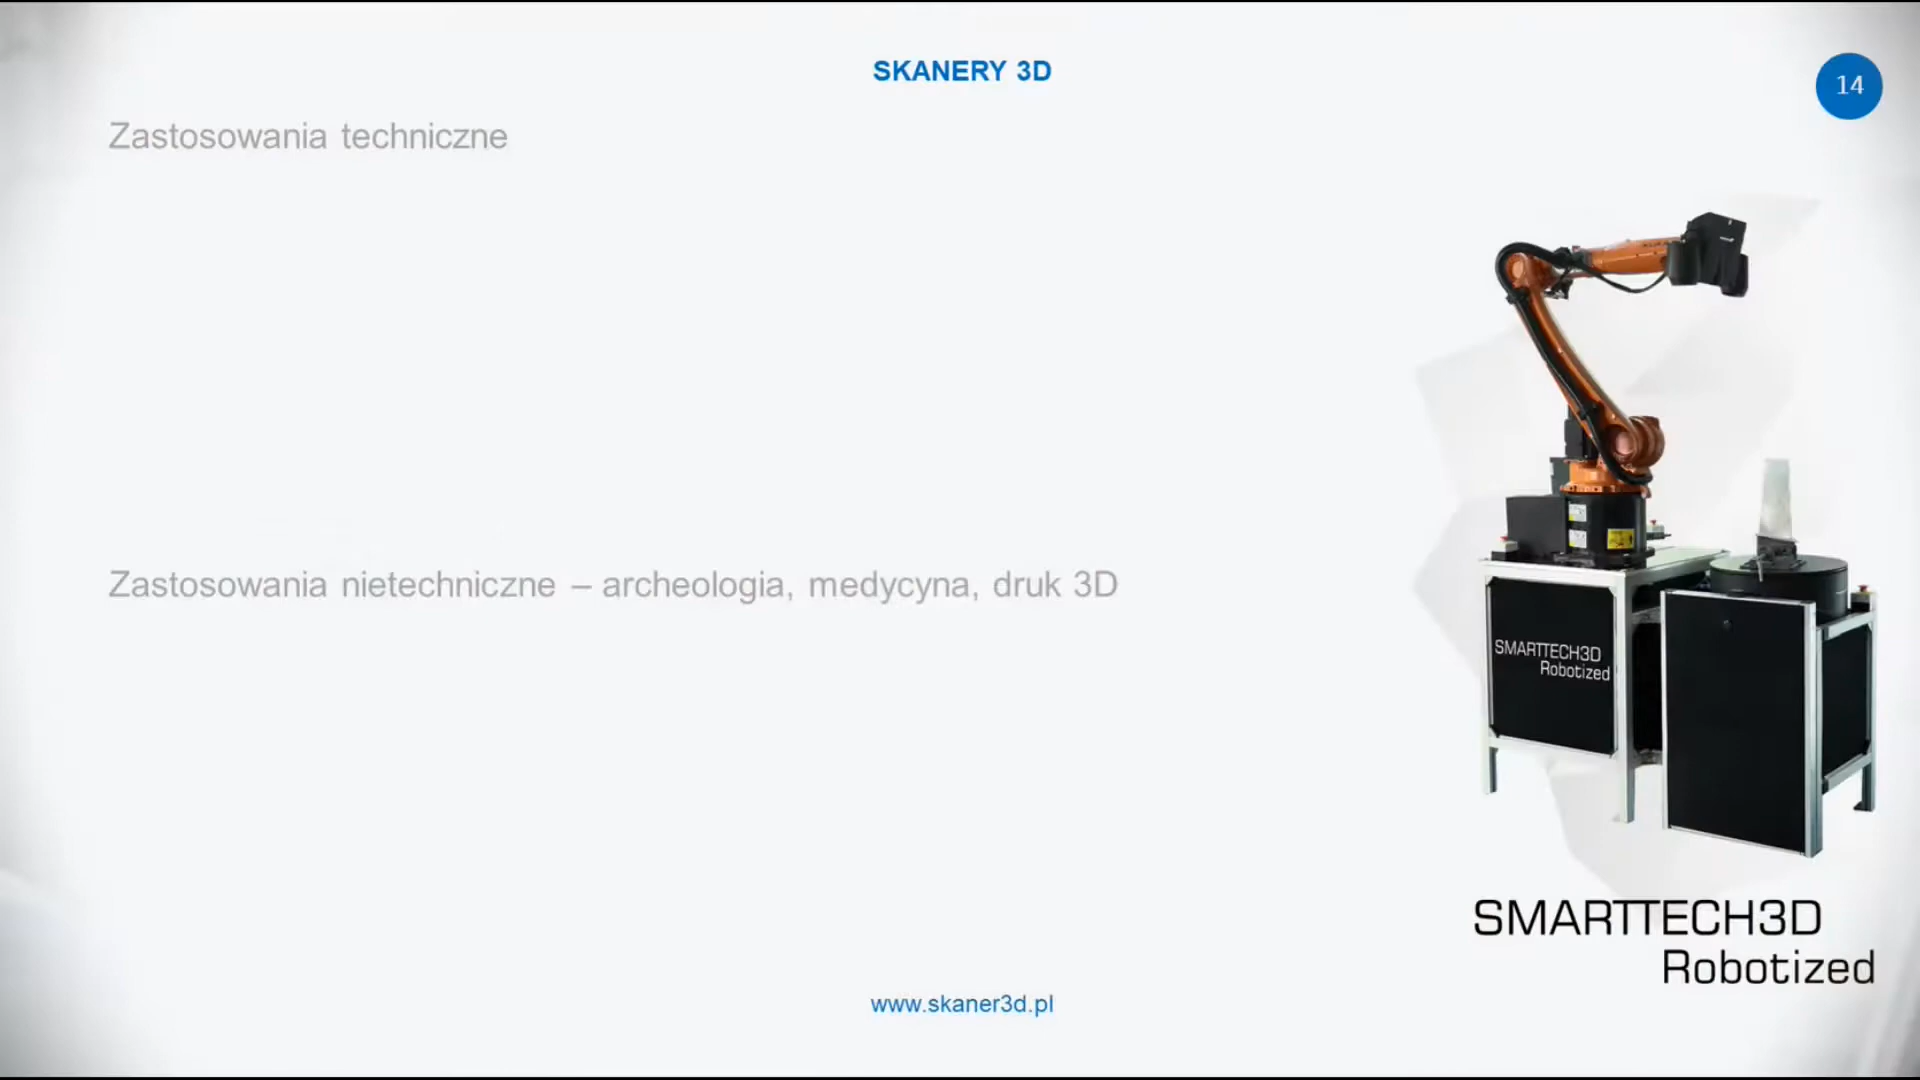 SKANERY 3D
14
Zastosowania techniczne
Zastosowania nietechniczne – archeologia, medycyna, druk 3D
SMARTTECH3D
Robotized
SMARTTECH3D
Robotized
www.skaner3d.pl